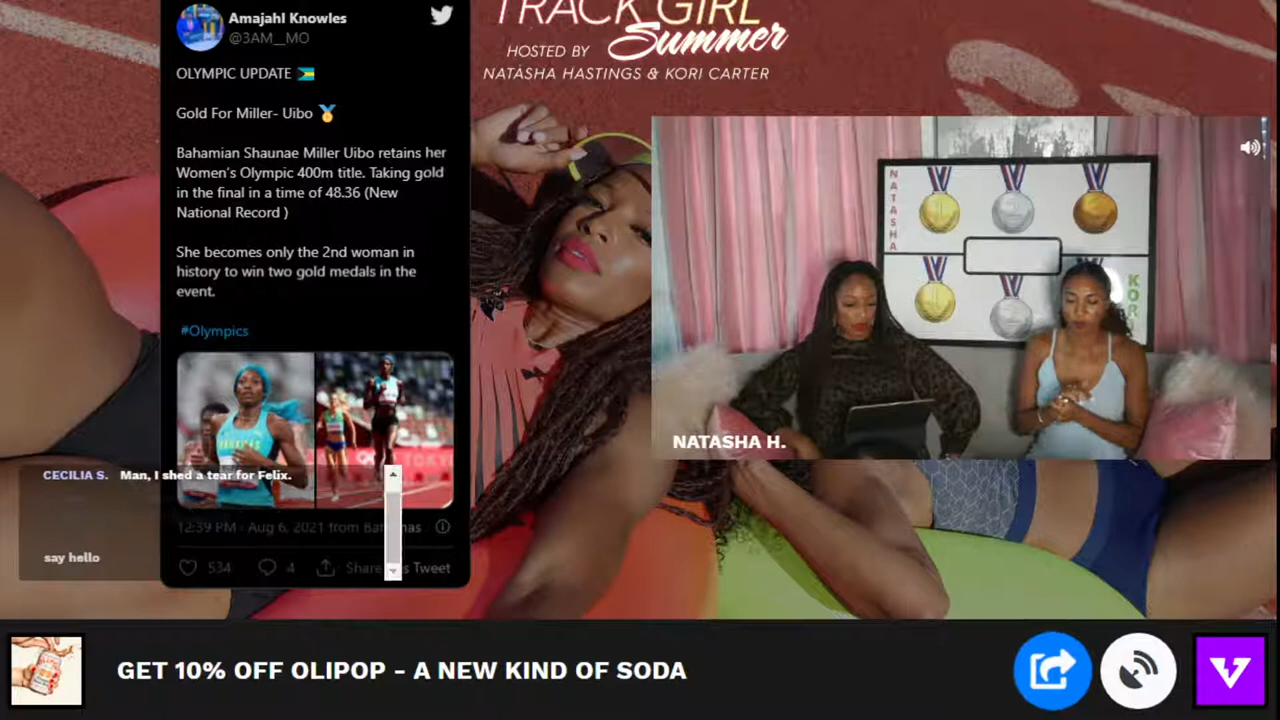 TRACK GIRL
Summer
HOSTED BY
NATASHA HASTINGS & KORI CARTER
Amajahl Knowles
@3AM__MO
OLYMPIC UPDATE 🇧🇸
Gold For Miller- Uibo 🏅
Bahamian Shaunae Miller Uibo retains her
Women's Olympic 400m title. Taking gold
in the final in a time of 48.36 (New
National Record )
She becomes only the 2nd woman in
history to win two gold medals in the
event.
#Olympics
CECILIA S. Man, I shed a tear for Felix.
say hello
12:39 PM · Aug 6, 2021 from
534
4
Share
Tweet
NATASHA
KOR
NATASHA H.
GET 10% OFF OLIPOP - A NEW KIND OF SODA